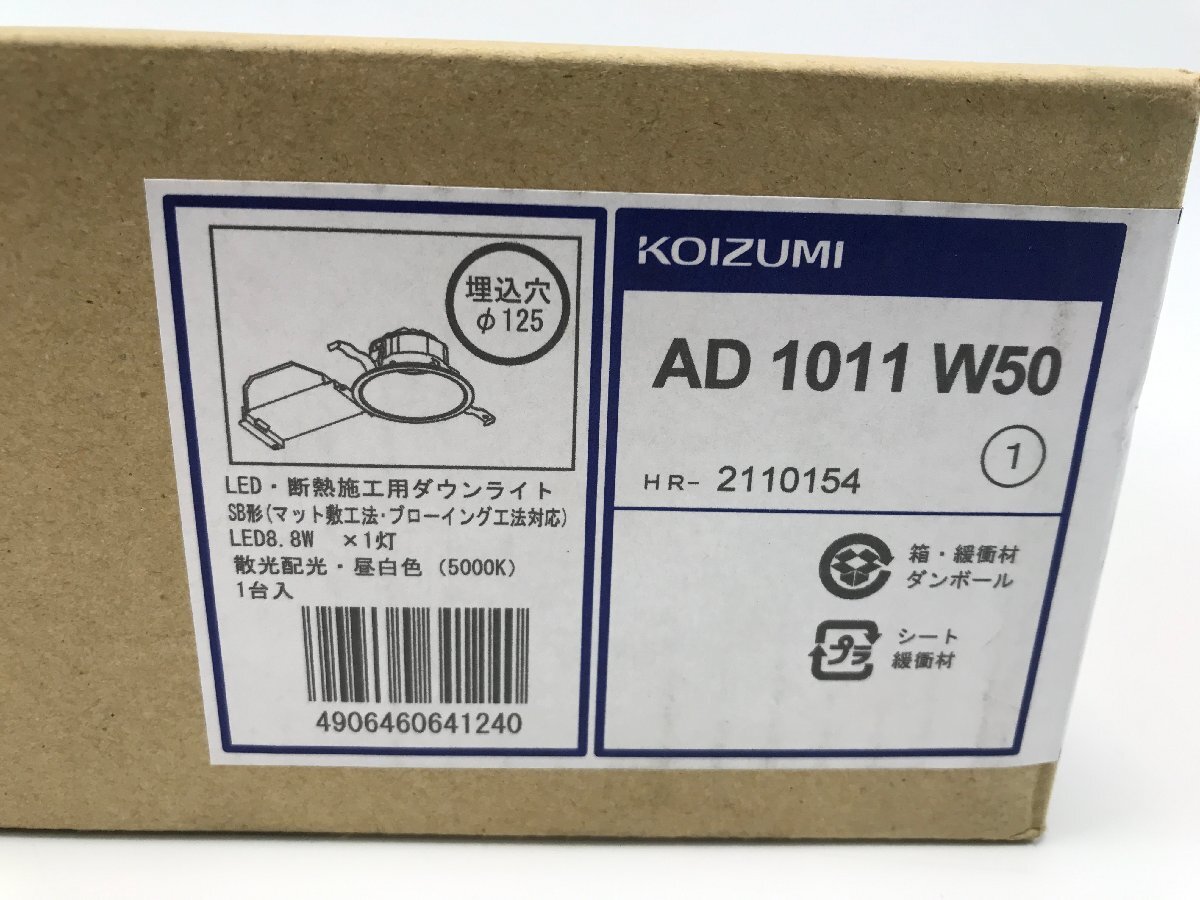 埋込穴
φ125
LED・断熱施工用ダウンライト
SB形(マット敷工法・ブローイング工法対応)
LED8.8W ×1灯
散光配光・昼白色 (5000K)
1台入
4906460641240
KOIZUMI
AD 1011 W50
HR- 2110154
1
箱・緩衝材
ダンボール
プラ
シート
緩衝材